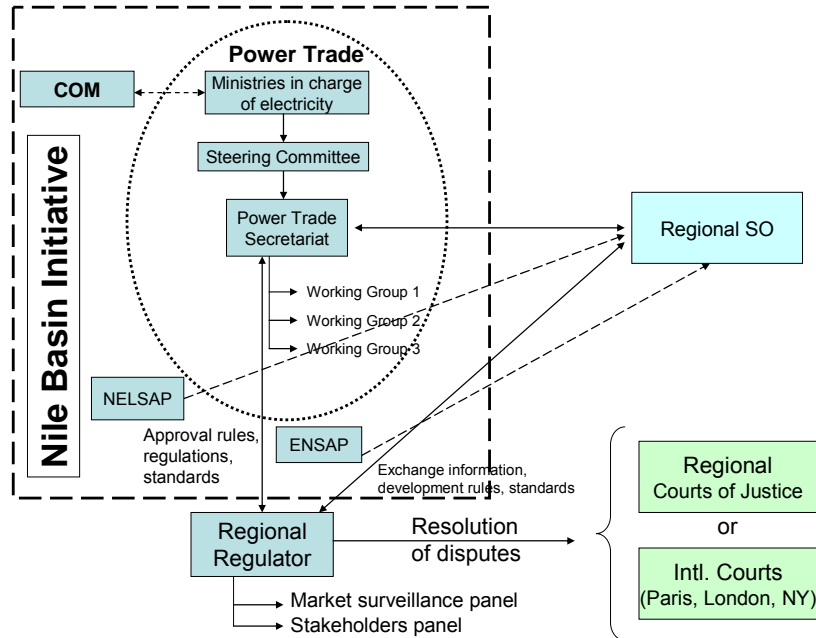 Power Trade
COM
Ministries in charge
of electricity
Steering Committee
Power Trade
Secretariat
Regional SO
Working Group 1
Working Group 2
Working Group 3
Nile Basin Initiative
NELSAP
ENSAP
Approval rules,
regulations,
standards
Exchange information,
development rules, standards
Regional
Regulator
Resolution
of disputes
Regional
Courts of Justice
or
Intl. Courts
(Paris, London, NY)
Market surveillance panel
Stakeholders panel